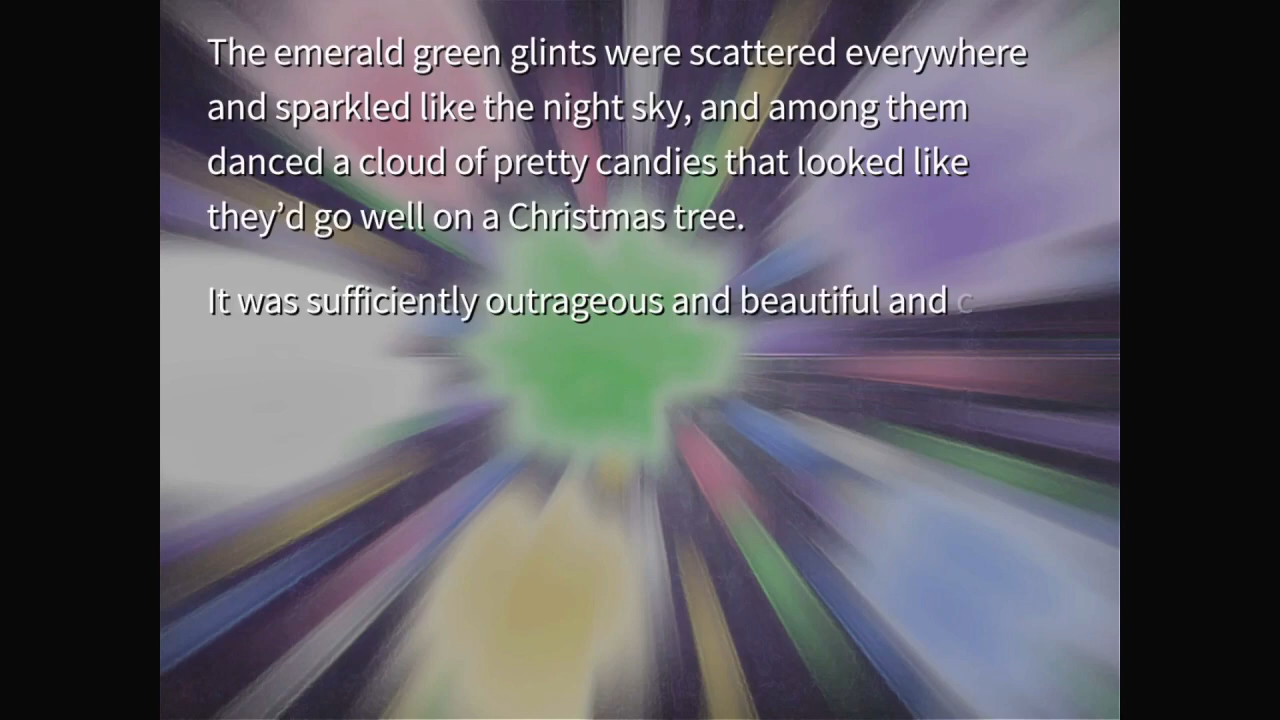 The emerald green glints were scattered everywhere
and sparkled like the night sky, and among them
danced a cloud of pretty candies that looked like
they’d go well on a Christmas tree.
It was sufficiently outrageous and beautiful and c